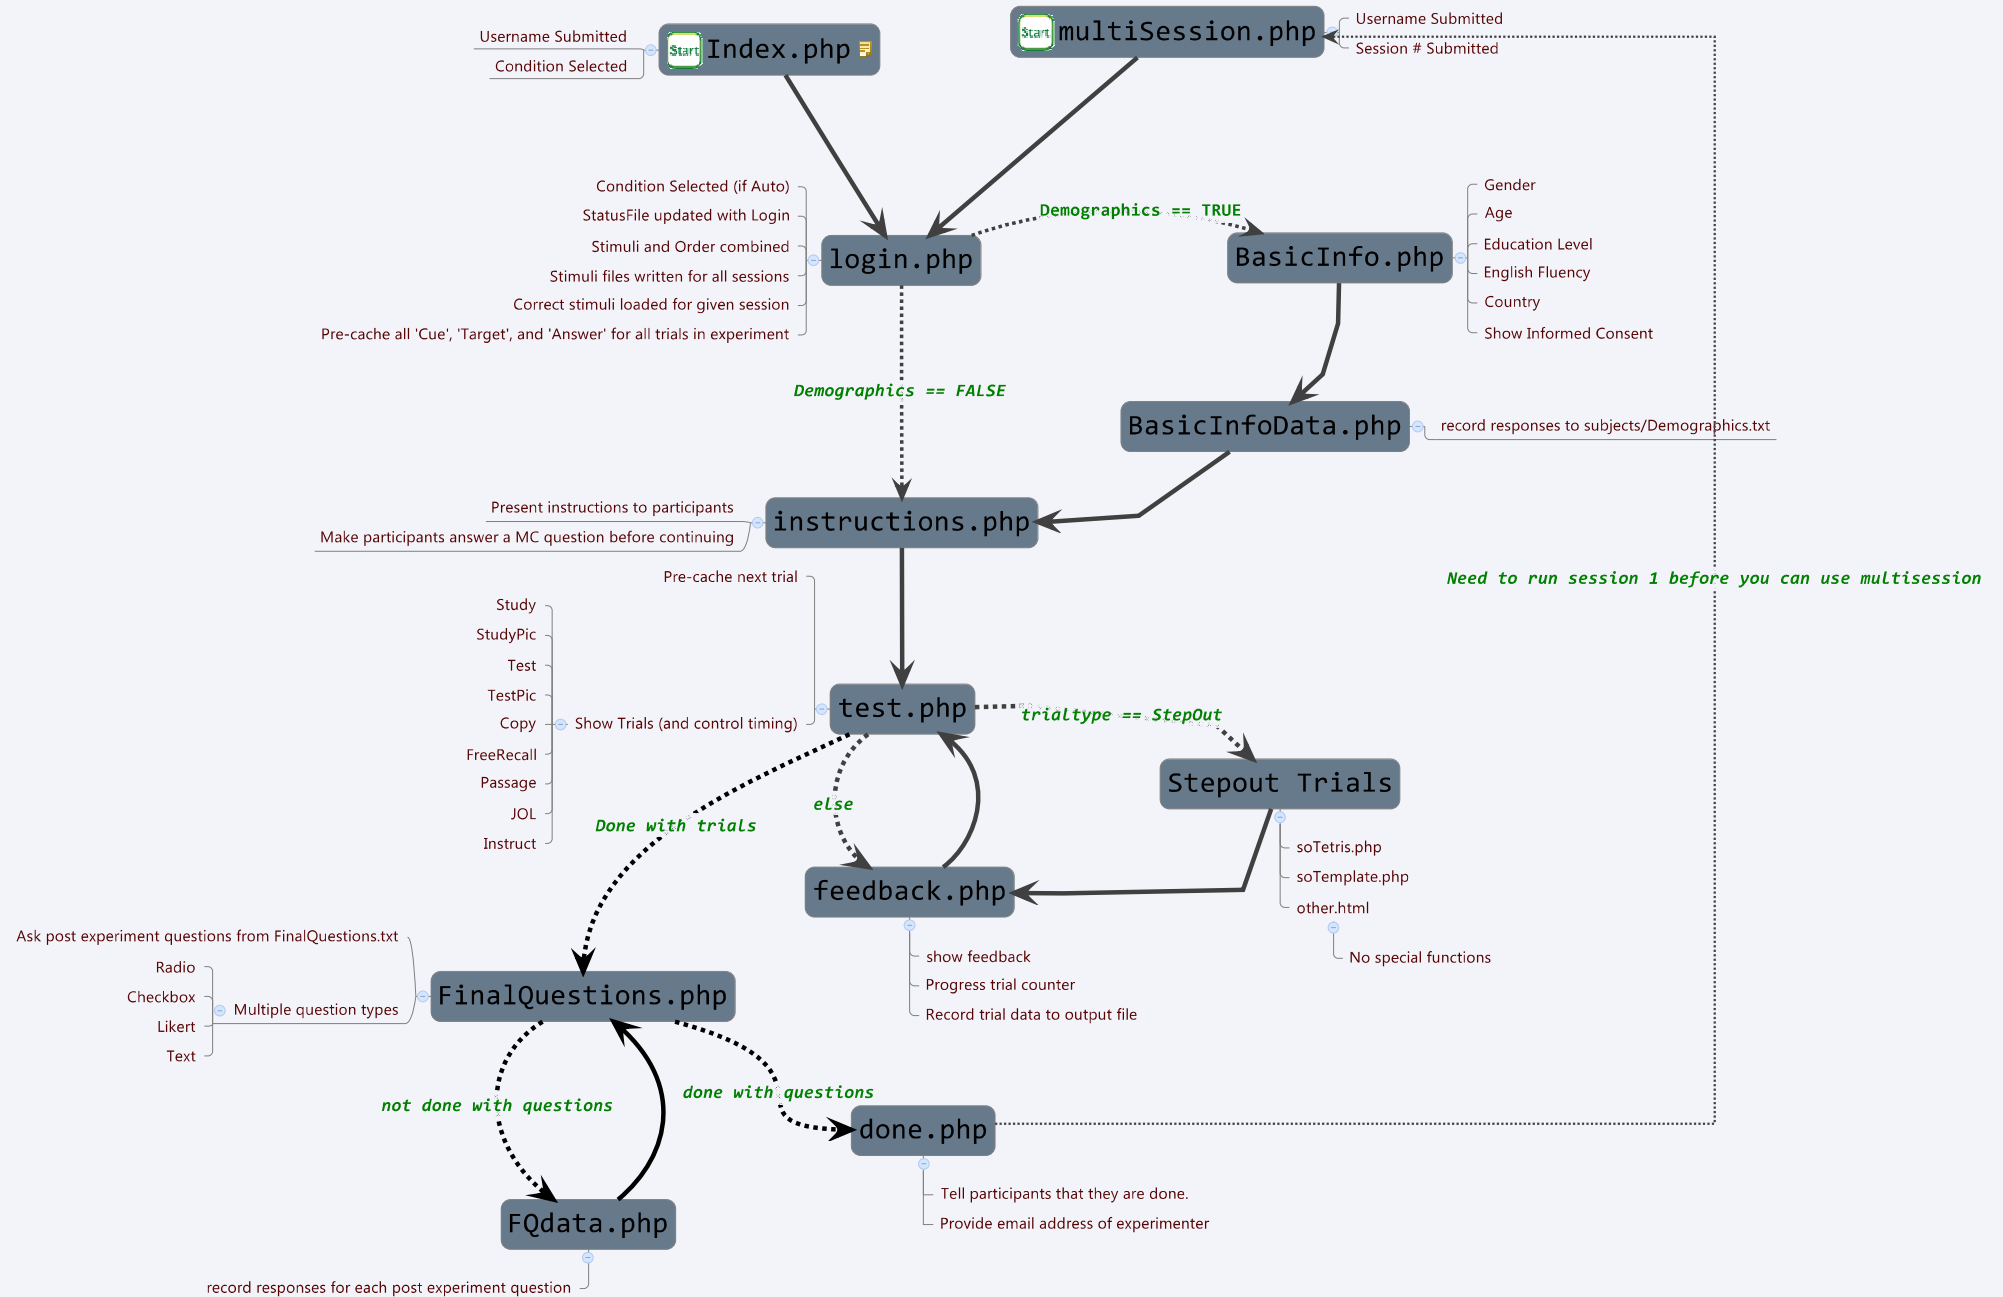 Username Submitted
Condition Selected
Start
Index.php
Start
multiSession.php
Username Submitted
Session # Submitted
Condition Selected (if Auto)
StatusFile updated with Login
Stimuli and Order combined
Stimuli files written for all sessions
Correct stimuli loaded for given session
Pre-cache all 'Cue', 'Target', and 'Answer' for all trials in experiment
login.php
Demographics == TRUE
BasicInfo.php
Gender
Age
Education Level
English Fluency
Country
Show Informed Consent
Demographics == FALSE
BasicInfoData.php
record responses to subjects/Demographics.txt
Present instructions to participants
Make participants answer a MC question before continuing
instructions.php
Need to run session 1 before you can use multisession
Pre-cache next trial
Study
StudyPic
Test
TestPic
Copy
FreeRecall
Passage
JOL
Instruct
Show Trials (and control timing)
test.php
trialtype == StepOut
Stepout Trials
soTetris.php
soTemplate.php
other.html
No special functions
else
Done with trials
feedback.php
show feedback
Progress trial counter
Record trial data to output file
Ask post experiment questions from FinalQuestions.txt
Radio
Checkbox
Likert
Text
Multiple question types
FinalQuestions.php
not done with questions
done with questions
done.php
Tell participants that they are done.
Provide email address of experimenter
FQdata.php
record responses for each post experiment question